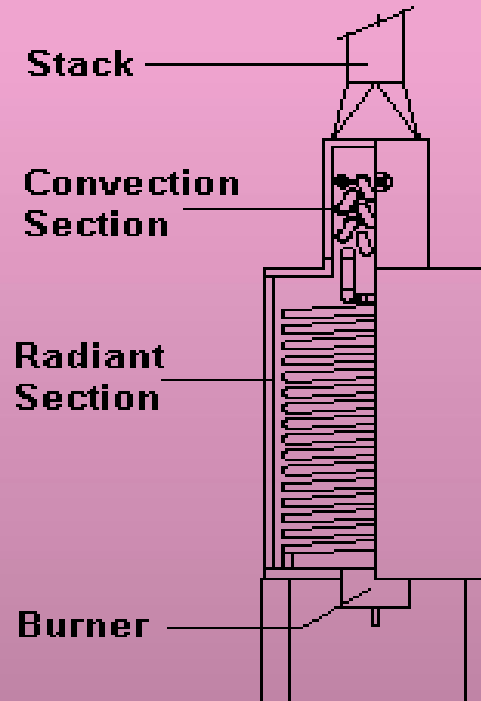 Stack
Convection
Section
Radiant
Section
Burner